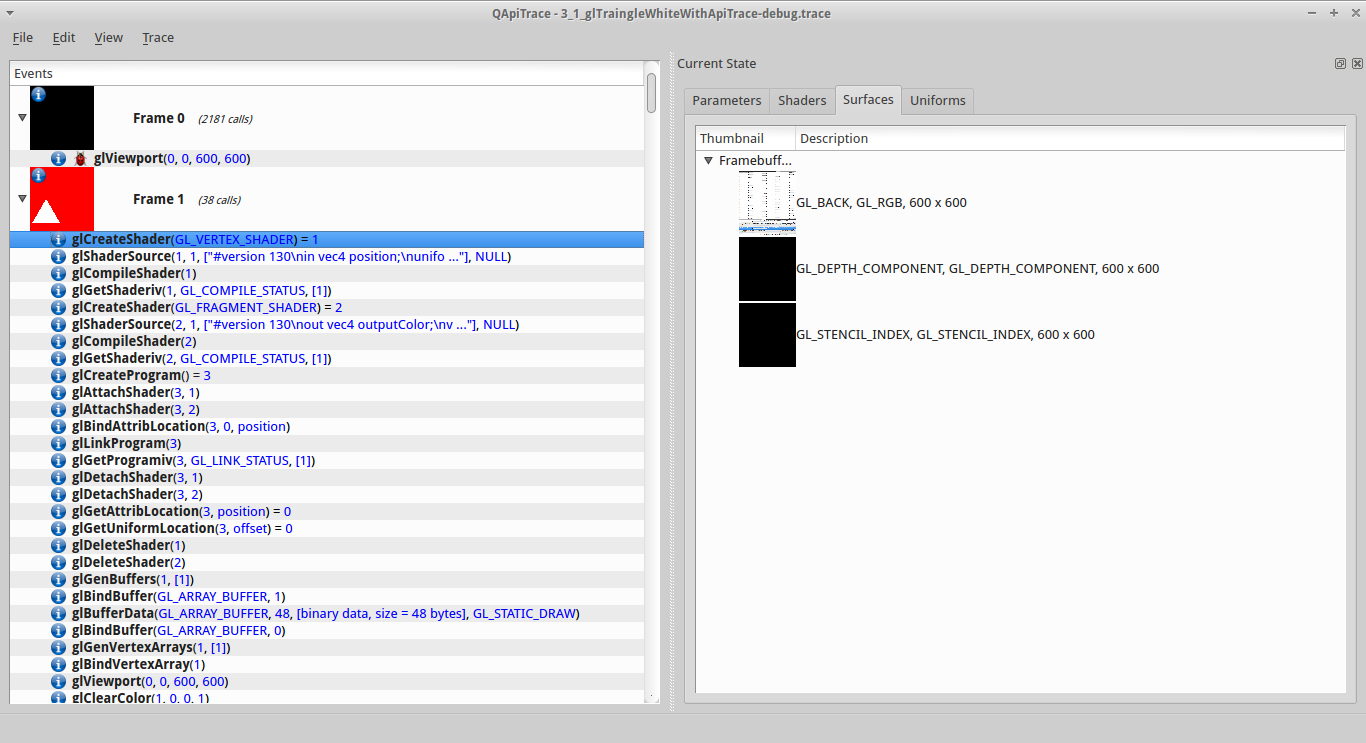 QApiTrace - 3_1_glTraingleWhiteWithApiTrace-debug.trace
File Edit View Trace
Events
Frame 0 (2181 calls)
glViewport(0, 0, 600, 600)
Frame 1 (38 calls)
glCreateShader(GL_VERTEX_SHADER) = 1
glShaderSource(1, 1, ["#version 130\nin vec4 position;\nunifo ..."], NULL)
glCompileShader(1)
glGetShaderiv(1, GL_COMPILE_STATUS, [1])
glCreateShader(GL_FRAGMENT_SHADER) = 2
glShaderSource(2, 1, ["#version 130\nout vec4 outputColor;\nv ..."], NULL)
glCompileShader(2)
glGetShaderiv(2, GL_COMPILE_STATUS, [1])
glCreateProgram() = 3
glAttachShader(3, 1)
glAttachShader(3, 2)
glBindAttribLocation(3, 0, position)
glLinkProgram(3)
glGetProgramiv(3, GL_LINK_STATUS, [1])
glDetachShader(3, 1)
glDetachShader(3, 2)
glGetAttribLocation(3, position) = 0
glGetUniformLocation(3, offset) = 0
glDeleteShader(1)
glDeleteShader(2)
glGenBuffers(1, [1])
glBindBuffer(GL_ARRAY_BUFFER, 1)
glBufferData(GL_ARRAY_BUFFER, 48, [binary data, size = 48 bytes], GL_STATIC_DRAW)
glBindBuffer(GL_ARRAY_BUFFER, 0)
glGenVertexArrays(1, [1])
glBindVertexArray(1)
glViewport(0, 0, 600, 600)
glClearColor(1, 0, 0, 1)
Current State
Parameters Shaders Surfaces Uniforms
Thumbnail Description
Framebuff...
GL_BACK, GL_RGB, 600 x 600
GL_DEPTH_COMPONENT, GL_DEPTH_COMPONENT, 600 x 600
GL_STENCIL_INDEX, GL_STENCIL_INDEX, 600 x 600